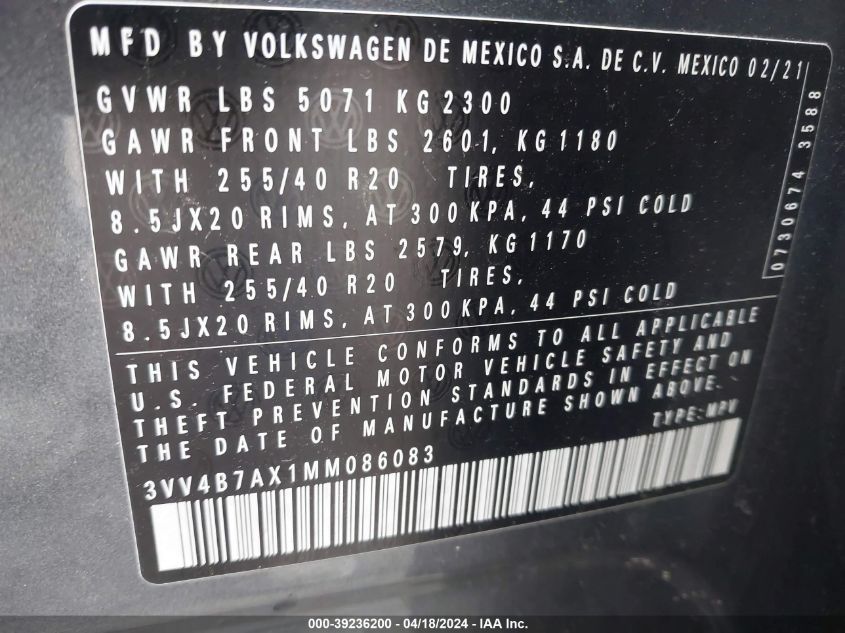 MFD BY VOLKSWAGEN DE MEXICO S.A. DE C.V. MEXICO 02/21
GVWR LBS 5071 KG 2300
GAWR FRONT LBS 2601, KG 1180
WITH 255/40 R20 TIRES,
8.5JX20 RIMS, AT 300 KPA, 44 PSI COLD
GAWR REAR LBS 2579, KG 1170
WITH 255/40 R20 TIRES,
8.5JX20 RIMS, AT 300 KPA, 44 PSI COLD
0730674 3588
THIS VEHICLE CONFORMS TO ALL APPLICABLE
U.S. FEDERAL MOTOR VEHICLE SAFETY AND
THEFT PREVENTION STANDARDS IN EFFECT ON
THE DATE OF MANUFACTURE SHOWN ABOVE.
TYPE: MPV
3VV4B7AX1MM086083
000-39236200 - 04/18/2024 - IAA Inc.